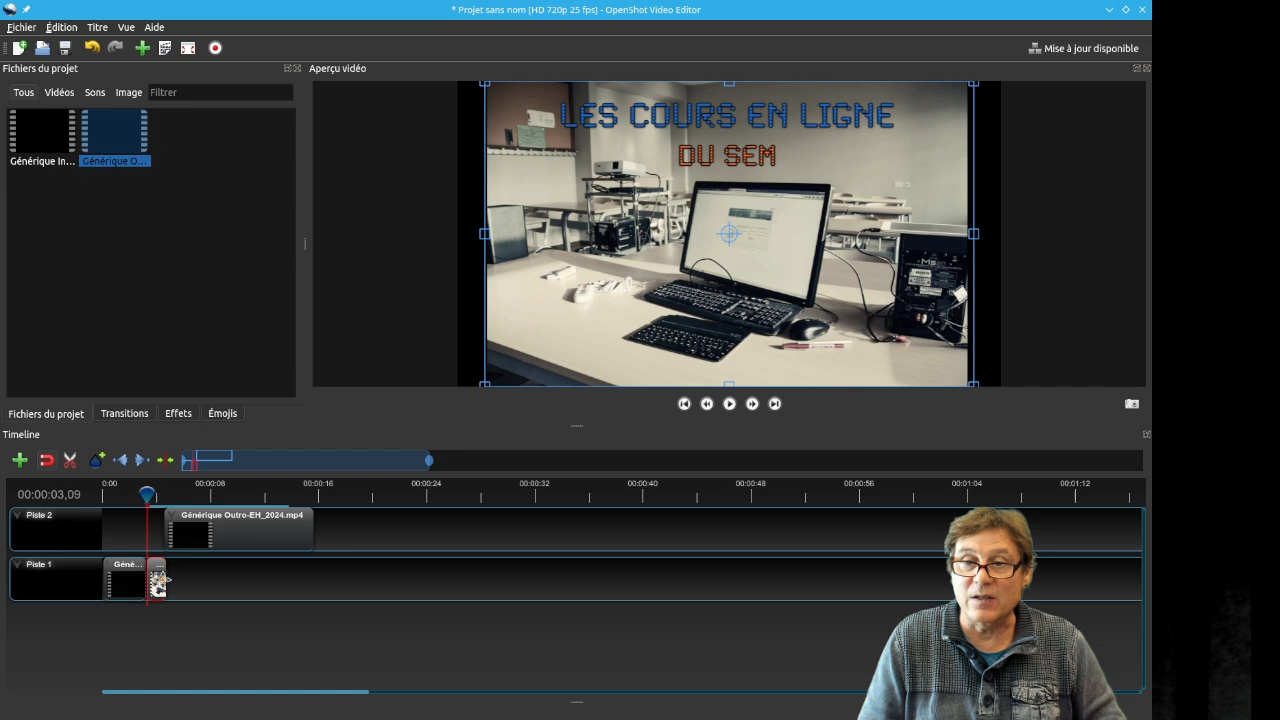 * Projet sans nom [HD 720p 25 fps] - OpenShot Video Editor
Fichier Édition Titre Vue Aide
Mise à jour disponible
Fichiers du projet
Aperçu vidéo
Tous Vidéos Sons Image Filtrer
Générique In... Générique O...
LES COURS EN LIGNE
DU SEM
Fichiers du projet Transitions Effets Émojis
Timeline
00:00:03,09
0:00 00:00:08 00:00:16 00:00:24 00:00:32 00:00:40 00:00:48 00:00:56 00:01:04 00:01:12
Piste 2
Générique Outro-EH_2024.mp4
Piste 1
Géné... ...